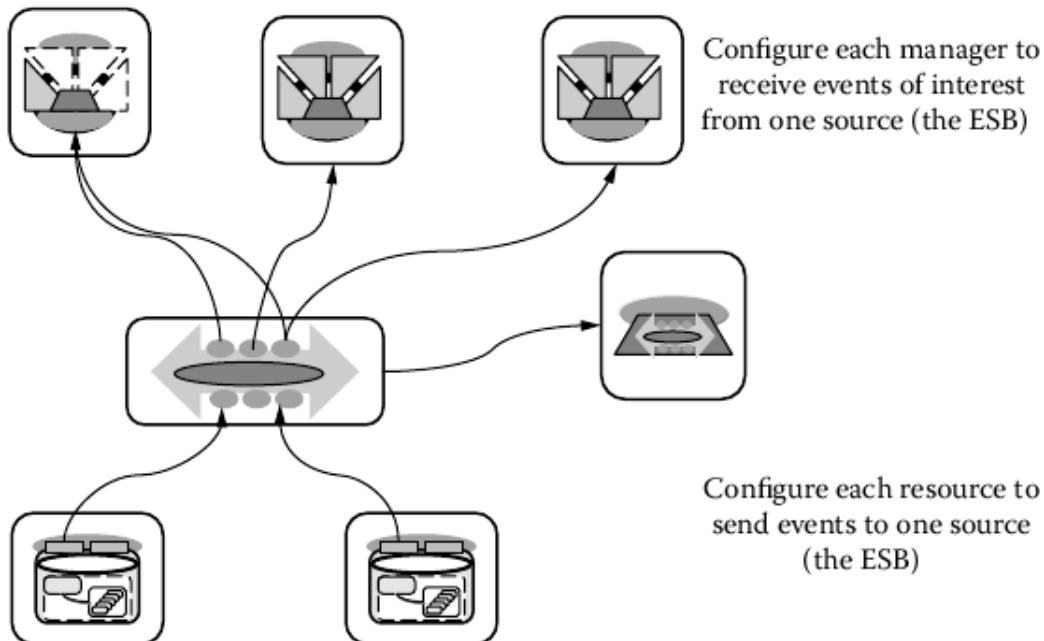 Configure each manager to
receive events of interest
from one source (the ESB)
Configure each resource to
send events to one source
(the ESB)